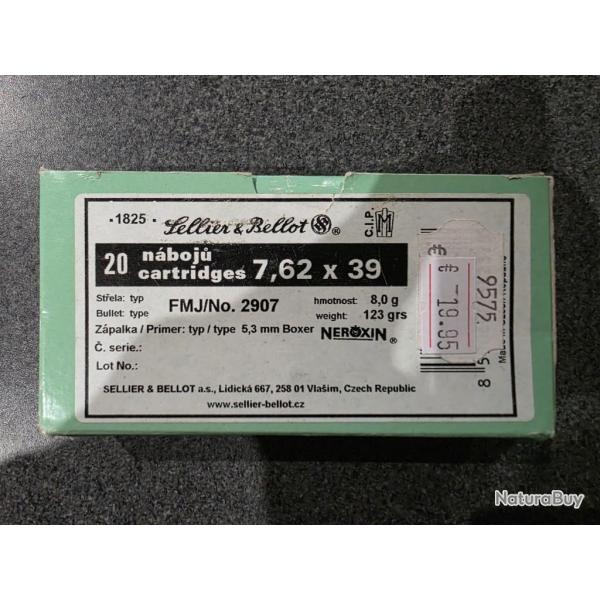 ·1825· Sellier & Bellot ®
C.I.P.
20 nábojů
cartridges 7,62 x 39
Střela: typ FMJ/No. 2907 hmotnost: 8,0 g
Bullet: type weight: 123 grs
Zápalka / Primer: typ / type 5,3 mm Boxer NEROXIN®
Č. serie.:
Lot No.:
SELLIER & BELLOT a.s., Lidická 667, 258 01 Vlašim, Czech Republic
www.sellier-bellot.cz
9575
€ 19.95
8
NaturaBuy